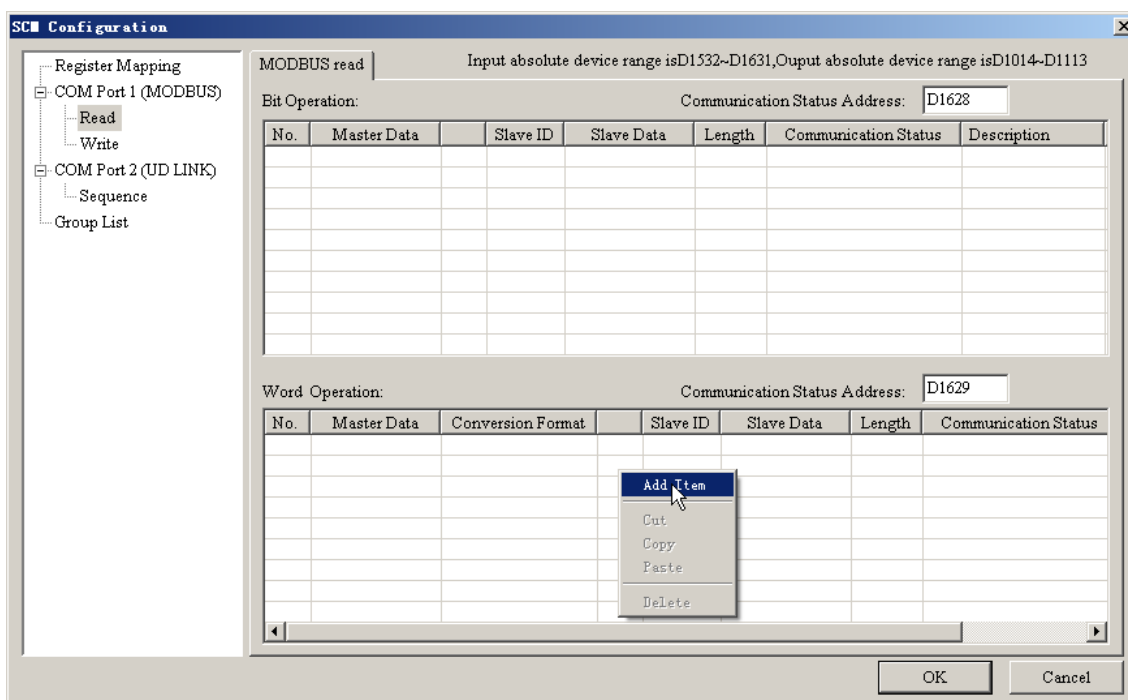 SCM Configuration
Register Mapping
COM Port 1 (MODBUS)
Read
Write
COM Port 2 (UD LINK)
Sequence
Group List
MODBUS read
Input absolute device range isD1532~D1631,Ouput absolute device range isD1014~D1113
Bit Operation: Communication Status Address: D1628
No. Master Data Slave ID Slave Data Length Communication Status Description
Word Operation: Communication Status Address: D1629
No. Master Data Conversion Format Slave ID Slave Data Length Communication Status
Add Item
Cut
Copy
Paste
Delete
OK Cancel